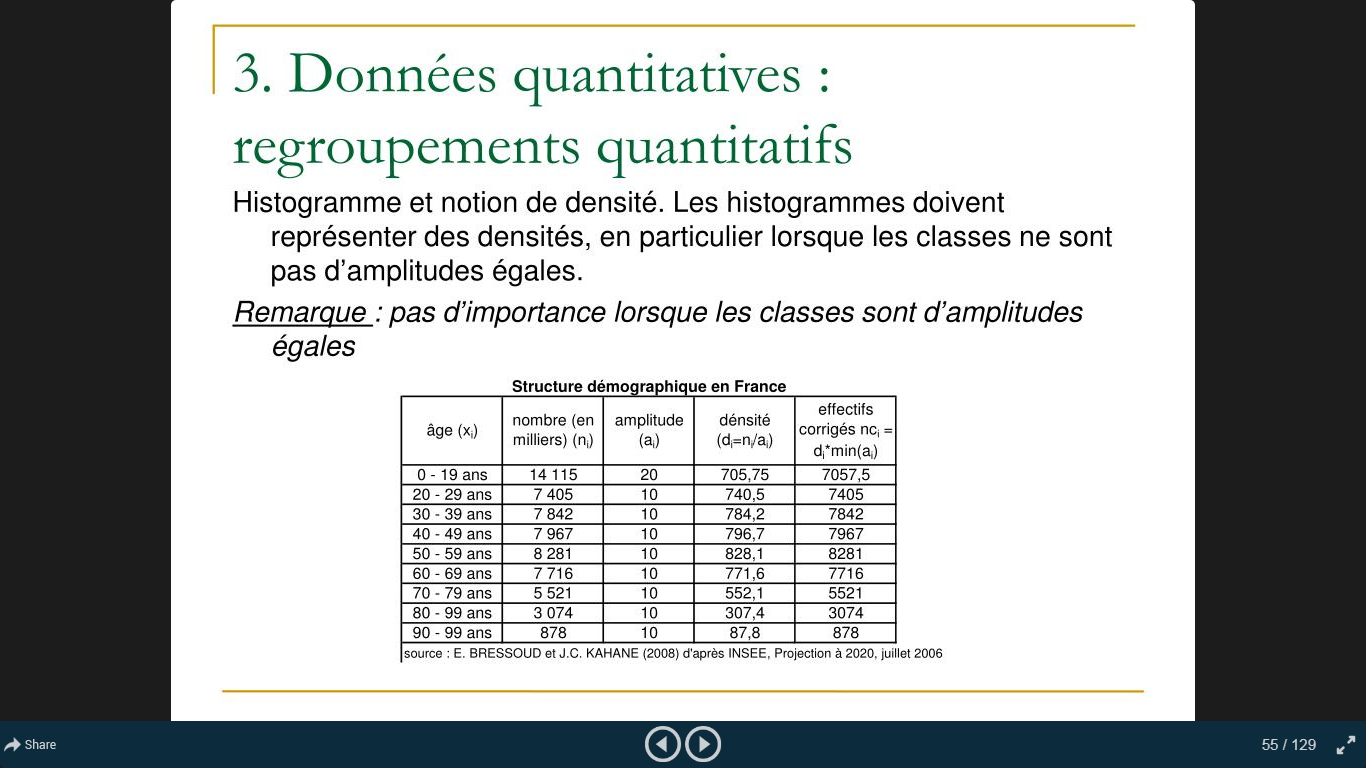 3. Données quantitatives :
regroupements quantitatifs
Histogramme et notion de densité. Les histogrammes doivent
représenter des densités, en particulier lorsque les classes ne sont
pas d’amplitudes égales.
Remarque : pas d’importance lorsque les classes sont d’amplitudes
égales
Structure démographique en France
âge (xi) nombre (en milliers) (ni) amplitude (ai) dénsité (di=ni/ai) effectifs corrigés nci = di*min(ai)
0 - 19 ans 14 115 20 705,75 7057,5
20 - 29 ans 7 405 10 740,5 7405
30 - 39 ans 7 842 10 784,2 7842
40 - 49 ans 7 967 10 796,7 7967
50 - 59 ans 8 281 10 828,1 8281
60 - 69 ans 7 716 10 771,6 7716
70 - 79 ans 5 521 10 552,1 5521
80 - 99 ans 3 074 10 307,4 3074
90 - 99 ans 878 10 87,8 878
source : E. BRESSOUD et J.C. KAHANE (2008) d'après INSEE, Projection à 2020, juillet 2006
Share
55 / 129